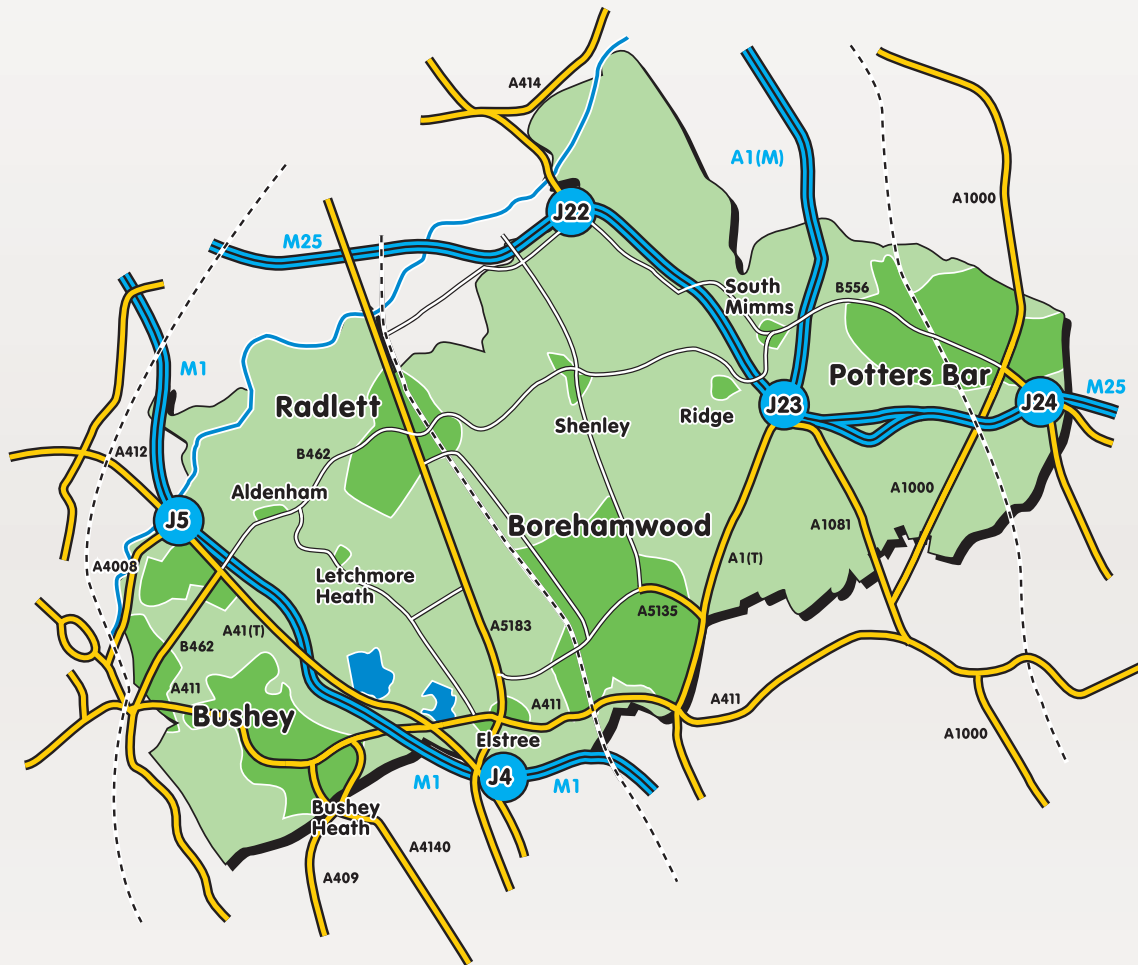 A414
A1(M)
A1000
J22
M25
South
Mimms
B556
M1
Potters Bar
M25
Radlett
J23
J24
Ridge
Shenley
A412
B462
Aldenham
A1000
J5
Borehamwood
A1081
A1(T)
A4008
Letchmore
Heath
A5135
A5183
A41(T)
B462
A411
A411
A411
Bushey
Elstree
A1000
J4
M1
M1
Bushey
Heath
A4140
A409